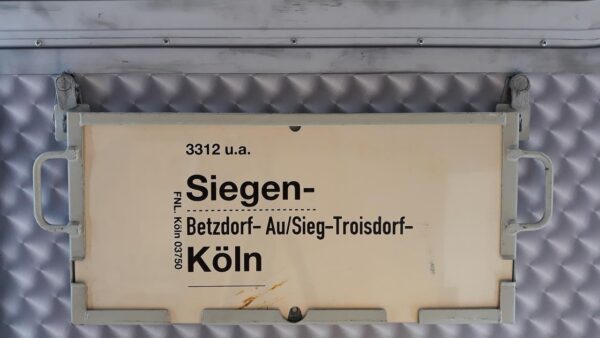 3312 u.a.
Siegen-
Betzdorf- Au/Sieg-Troisdorf-
Köln
FNL. Köln 03750